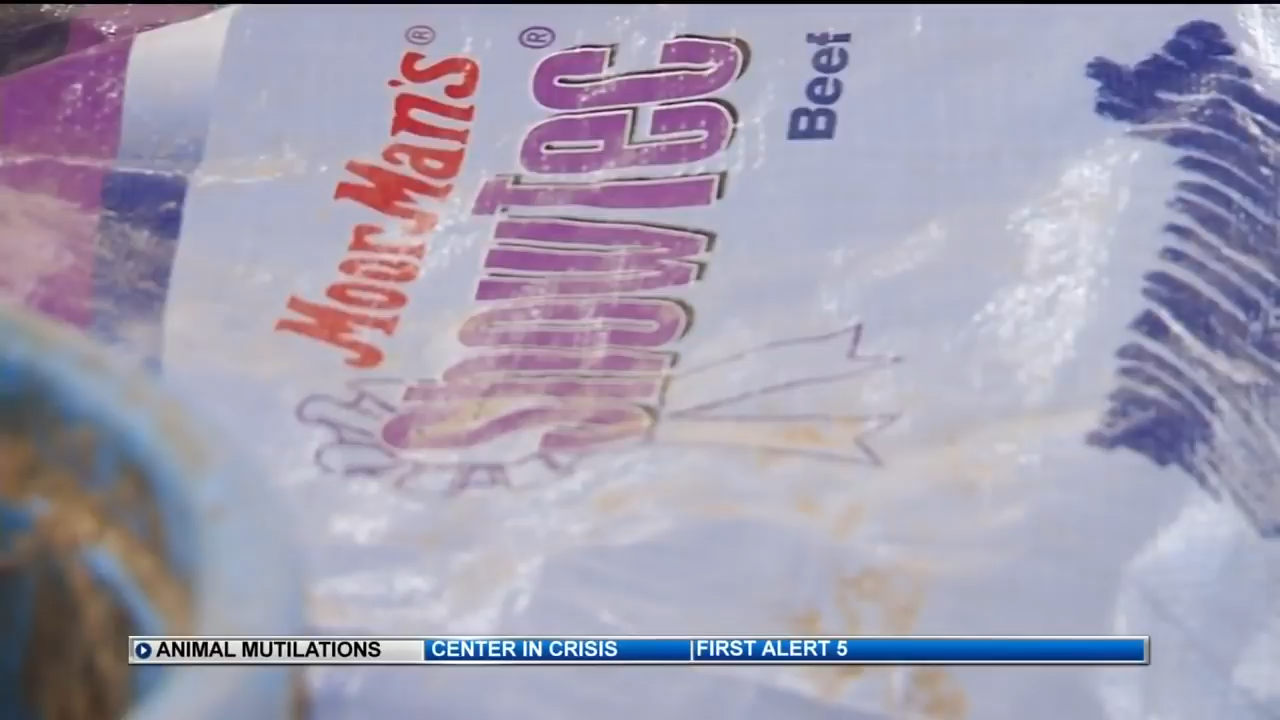 MoorMan's®
ShowTec®
Beef
ANIMAL MUTILATIONS
CENTER IN CRISIS
FIRST ALERT 5